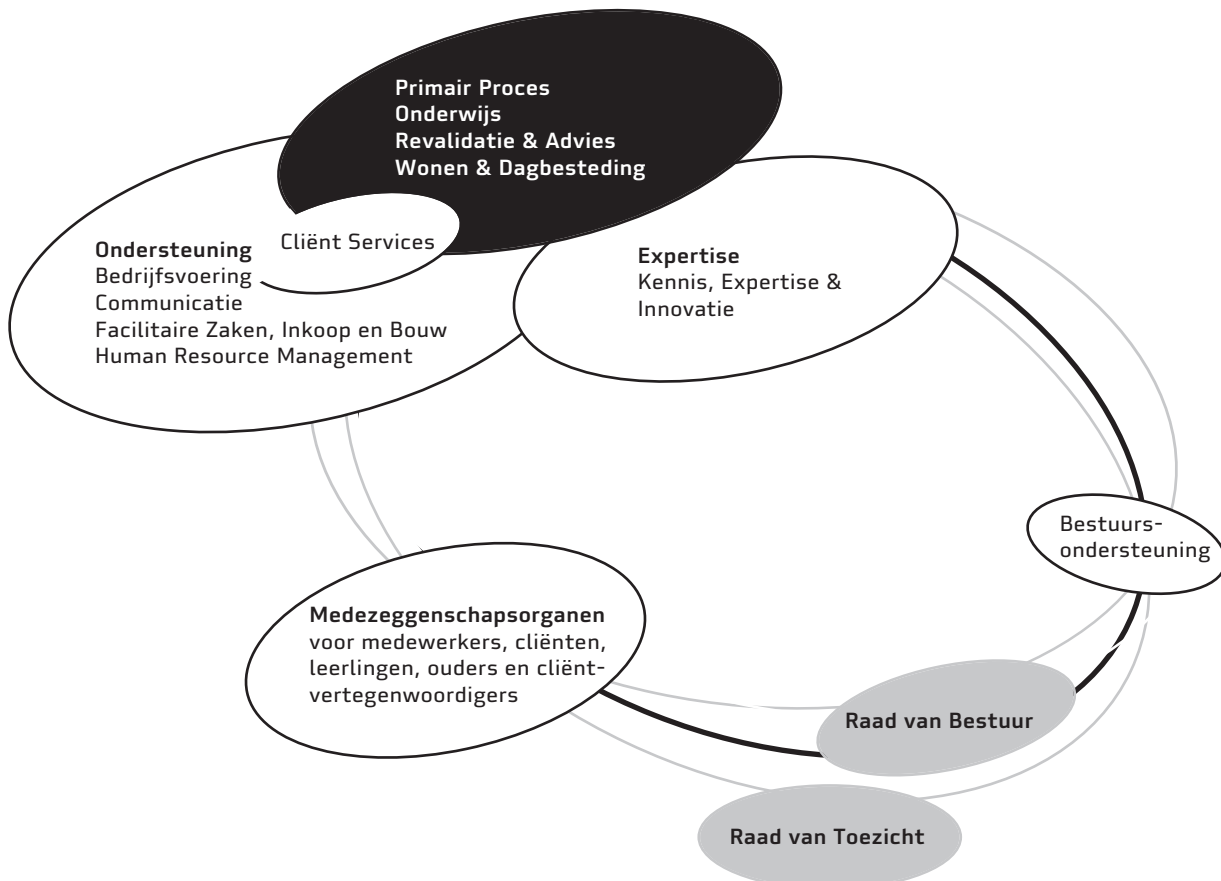 Primair Proces
Onderwijs
Revalidatie & Advies
Wonen & Dagbesteding
Cliënt Services
Ondersteuning
Bedrijfsvoering
Communicatie
Facilitaire Zaken, Inkoop en Bouw
Human Resource Management
Expertise
Kennis, Expertise &
Innovatie
Bestuurs-
ondersteuning
Medezeggenschapsorganen
voor medewerkers, cliënten,
leerlingen, ouders en cliënt-
vertegenwoordigers
Raad van Bestuur
Raad van Toezicht